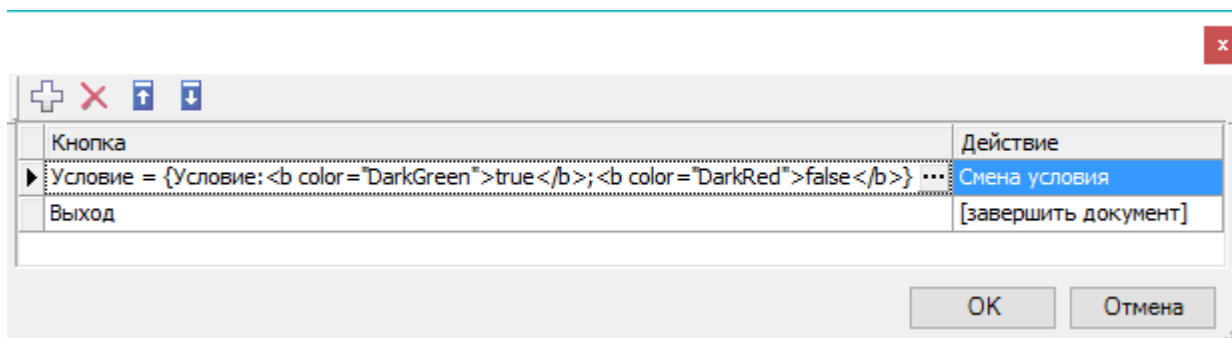 x
Кнопка Действие
Условие = {Условие:<b color="DarkGreen">true</b>;<b color="DarkRed">false</b>} ... Смена условия
Выход [завершить документ]
OK Отмена